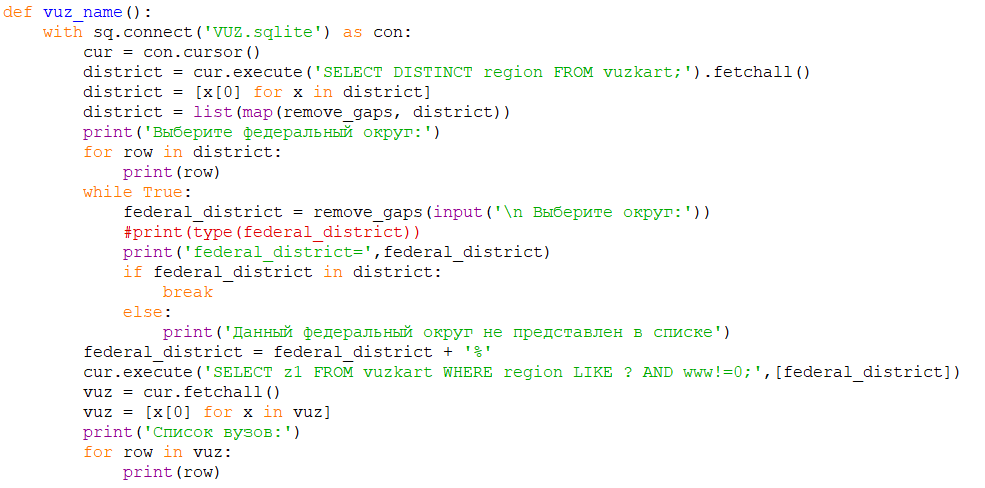 def vuz_name():
    with sq.connect('VUZ.sqlite') as con:
        cur = con.cursor()
        district = cur.execute('SELECT DISTINCT region FROM vuzkart;').fetchall()
        district = [x[0] for x in district]
        district = list(map(remove_gaps, district))
        print('Выберите федеральный округ:')
        for row in district:
            print(row)
        while True:
            federal_district = remove_gaps(input('\n Выберите округ:'))
            #print(type(federal_district))
            print('federal_district=',federal_district)
            if federal_district in district:
                break
            else:
                print('Данный федеральный округ не представлен в списке')
        federal_district = federal_district + '%'
        cur.execute('SELECT z1 FROM vuzkart WHERE region LIKE ? AND www!=0;',[federal_district])
        vuz = cur.fetchall()
        vuz = [x[0] for x in vuz]
        print('Список вузов:')
        for row in vuz:
            print(row)